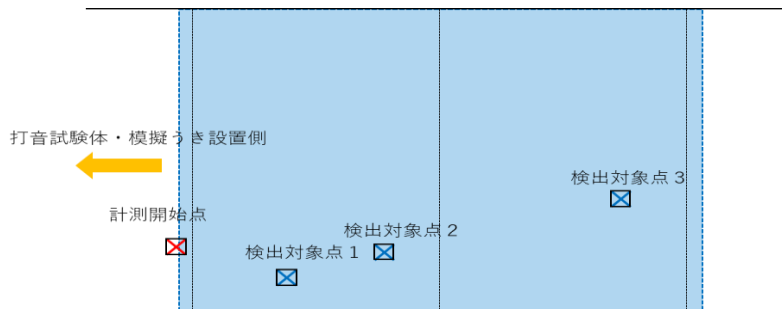 打音試験体・模擬うき設置側
検出対象点３
計測開始点
検出対象点２
検出対象点１